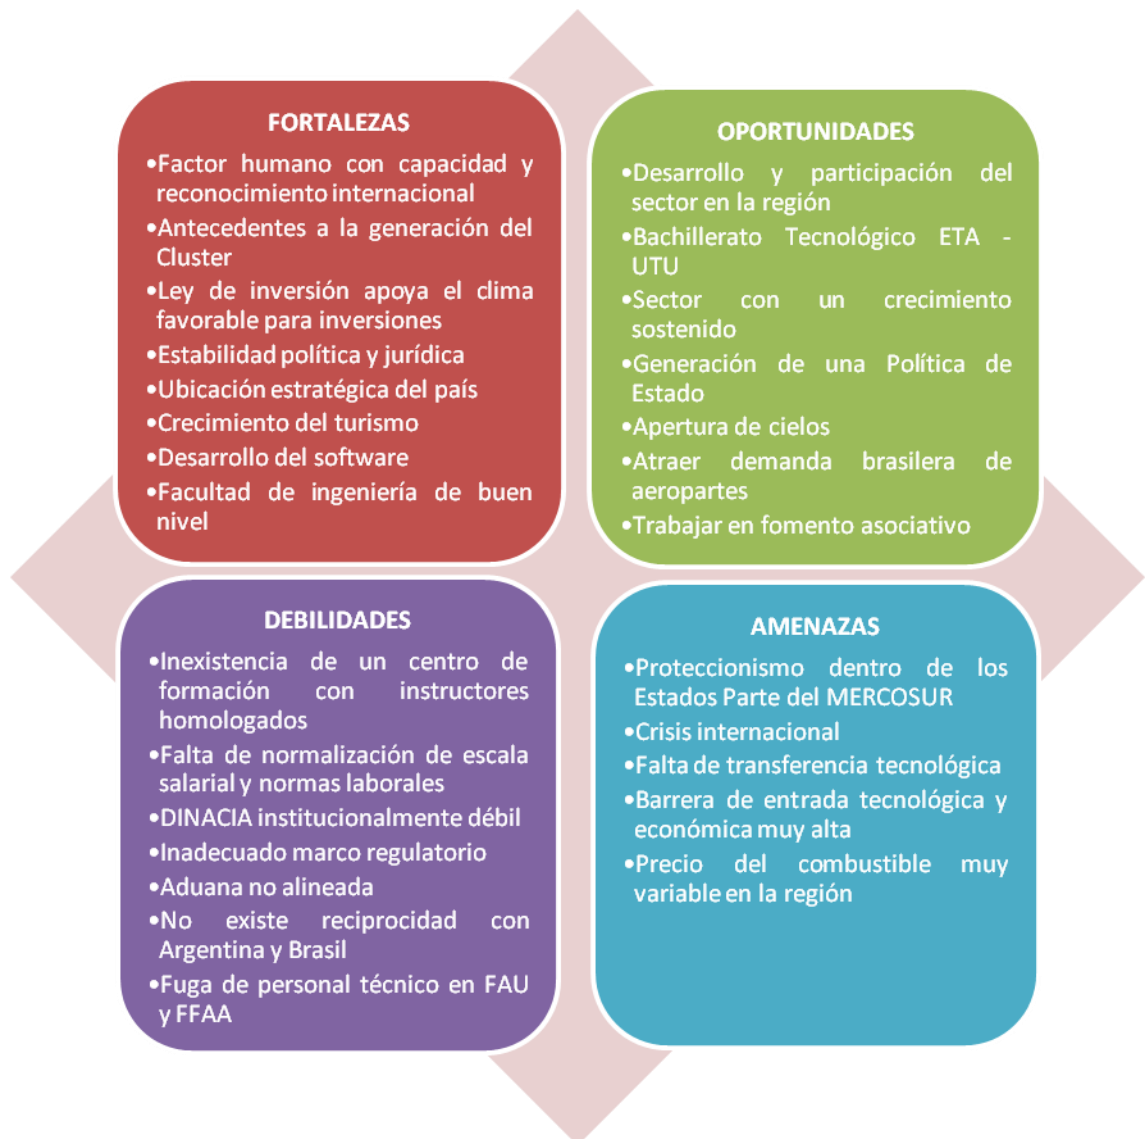 FORTALEZAS
•Factor humano con capacidad y
reconocimiento internacional
•Antecedentes a la generación del
Cluster
•Ley de inversión apoya el clima
favorable para inversiones
•Estabilidad política y jurídica
•Ubicación estratégica del país
•Crecimiento del turismo
•Desarrollo del software
•Facultad de ingeniería de buen
nivel
OPORTUNIDADES
•Desarrollo y participación del
sector en la región
•Bachillerato Tecnológico ETA -
UTU
•Sector con un crecimiento
sostenido
•Generación de una Política de
Estado
•Apertura de cielos
•Atraer demanda brasilera de
aeropartes
•Trabajar en fomento asociativo
DEBILIDADES
•Inexistencia de un centro de
formación con instructores
homologados
•Falta de normalización de escala
salarial y normas laborales
•DINACIA institucionalmente débil
•Inadecuado marco regulatorio
•Aduana no alineada
•No existe reciprocidad con
Argentina y Brasil
•Fuga de personal técnico en FAU
y FFAA
AMENAZAS
•Proteccionismo dentro de los
Estados Parte del MERCOSUR
•Crisis internacional
•Falta de transferencia tecnológica
•Barrera de entrada tecnológica y
económica muy alta
•Precio del combustible muy
variable en la región